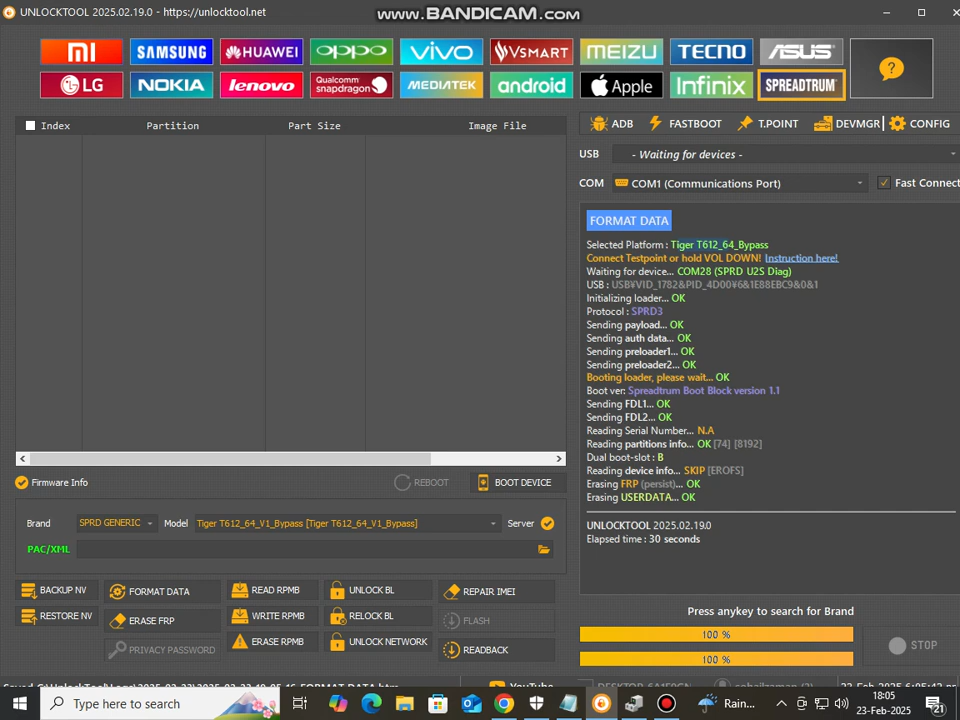 UNLOCKTOOL 2025.02.19.0 - https://unlocktool.net
www.BANDICAM.com
MI SAMSUNG HUAWEI OPPO vivo VSMART MEIZU TECNO ASUS
LG NOKIA lenovo Qualcomm snapdragon MEDIATEK android Apple Infinix SPREADTRUM
ADB FASTBOOT T.POINT DEVMGR CONFIG
Index Partition Part Size Image File
USB - Waiting for devices -
COM COM1 (Communications Port) Fast Connect
FORMAT DATA
Selected Platform : Tiger T612_64_Bypass
Connect Testpoint or hold VOL DOWN! Instruction here!
Waiting for device... COM28 (SPRD U2S Diag)
USB : USB¥VID_1782&PID_4D00¥6&1E88EBC9&0&1
Initializing loader... OK
Protocol : SPRD3
Sending payload... OK
Sending auth data... OK
Sending preloader1... OK
Sending preloader2... OK
Booting loader, please wait... OK
Boot ver: Spreadtrum Boot Block version 1.1
Sending FDL1... OK
Sending FDL2... OK
Reading Serial Number... N.A
Reading partitions info... OK [74] [8192]
Dual boot-slot : B
Reading device info... SKIP [EROFS]
Erasing FRP (persist)... OK
Erasing USERDATA... OK
UNLOCKTOOL 2025.02.19.0
Elapsed time : 30 seconds
Firmware Info REBOOT BOOT DEVICE
Brand SPRD GENERIC Model Tiger T612_64_V1_Bypass [Tiger T612_64_V1_Bypass] Server
PAC/XML
BACKUP NV FORMAT DATA READ RPMB UNLOCK BL REPAIR IMEI
RESTORE NV ERASE FRP WRITE RPMB RELOCK BL FLASH
PRIVACY PASSWORD ERASE RPMB UNLOCK NETWORK READBACK
Press anykey to search for Brand
100 %
100 %
STOP
YouTube
Type here to search
Rain...
18:05
23-Feb-2025
21